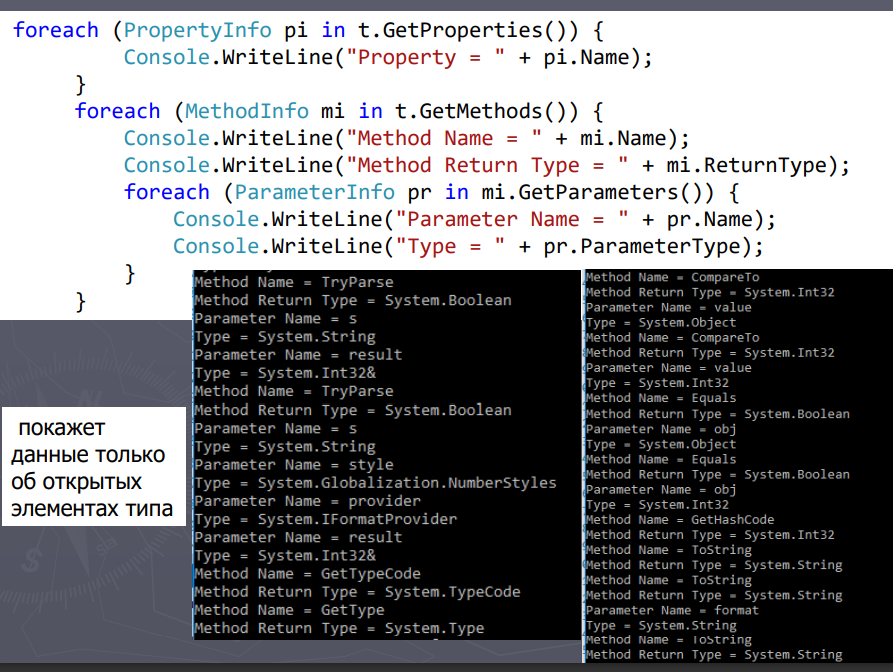 foreach (PropertyInfo pi in t.GetProperties()) {
Console.WriteLine("Property = " + pi.Name);
}
foreach (MethodInfo mi in t.GetMethods()) {
Console.WriteLine("Method Name = " + mi.Name);
Console.WriteLine("Method Return Type = " + mi.ReturnType);
foreach (ParameterInfo pr in mi.GetParameters()) {
Console.WriteLine("Parameter Name = " + pr.Name);
Console.WriteLine("Type = " + pr.ParameterType);
}
}
покажет
данные только
об открытых
элементах типа
Method Name = TryParse
Method Return Type = System.Boolean
Parameter Name = s
Type = System.String
Parameter Name = result
Type = System.Int32&
Method Name = TryParse
Method Return Type = System.Boolean
Parameter Name = s
Type = System.String
Parameter Name = style
Type = System.Globalization.NumberStyles
Parameter Name = provider
Type = System.IFormatProvider
Parameter Name = result
Type = System.Int32&
Method Name = GetTypeCode
Method Return Type = System.TypeCode
Method Name = GetType
Method Return Type = System.Type
Method Name = CompareTo
Method Return Type = System.Int32
Parameter Name = value
Type = System.Object
Method Name = CompareTo
Method Return Type = System.Int32
Parameter Name = value
Type = System.Int32
Method Name = Equals
Method Return Type = System.Boolean
Parameter Name = obj
Type = System.Object
Method Name = Equals
Method Return Type = System.Boolean
Parameter Name = obj
Type = System.Int32
Method Name = GetHashCode
Method Return Type = System.Int32
Method Name = ToString
Method Return Type = System.String
Method Name = ToString
Method Return Type = System.String
Parameter Name = format
Type = System.String
Method Name = ToString
Method Return Type = System.String